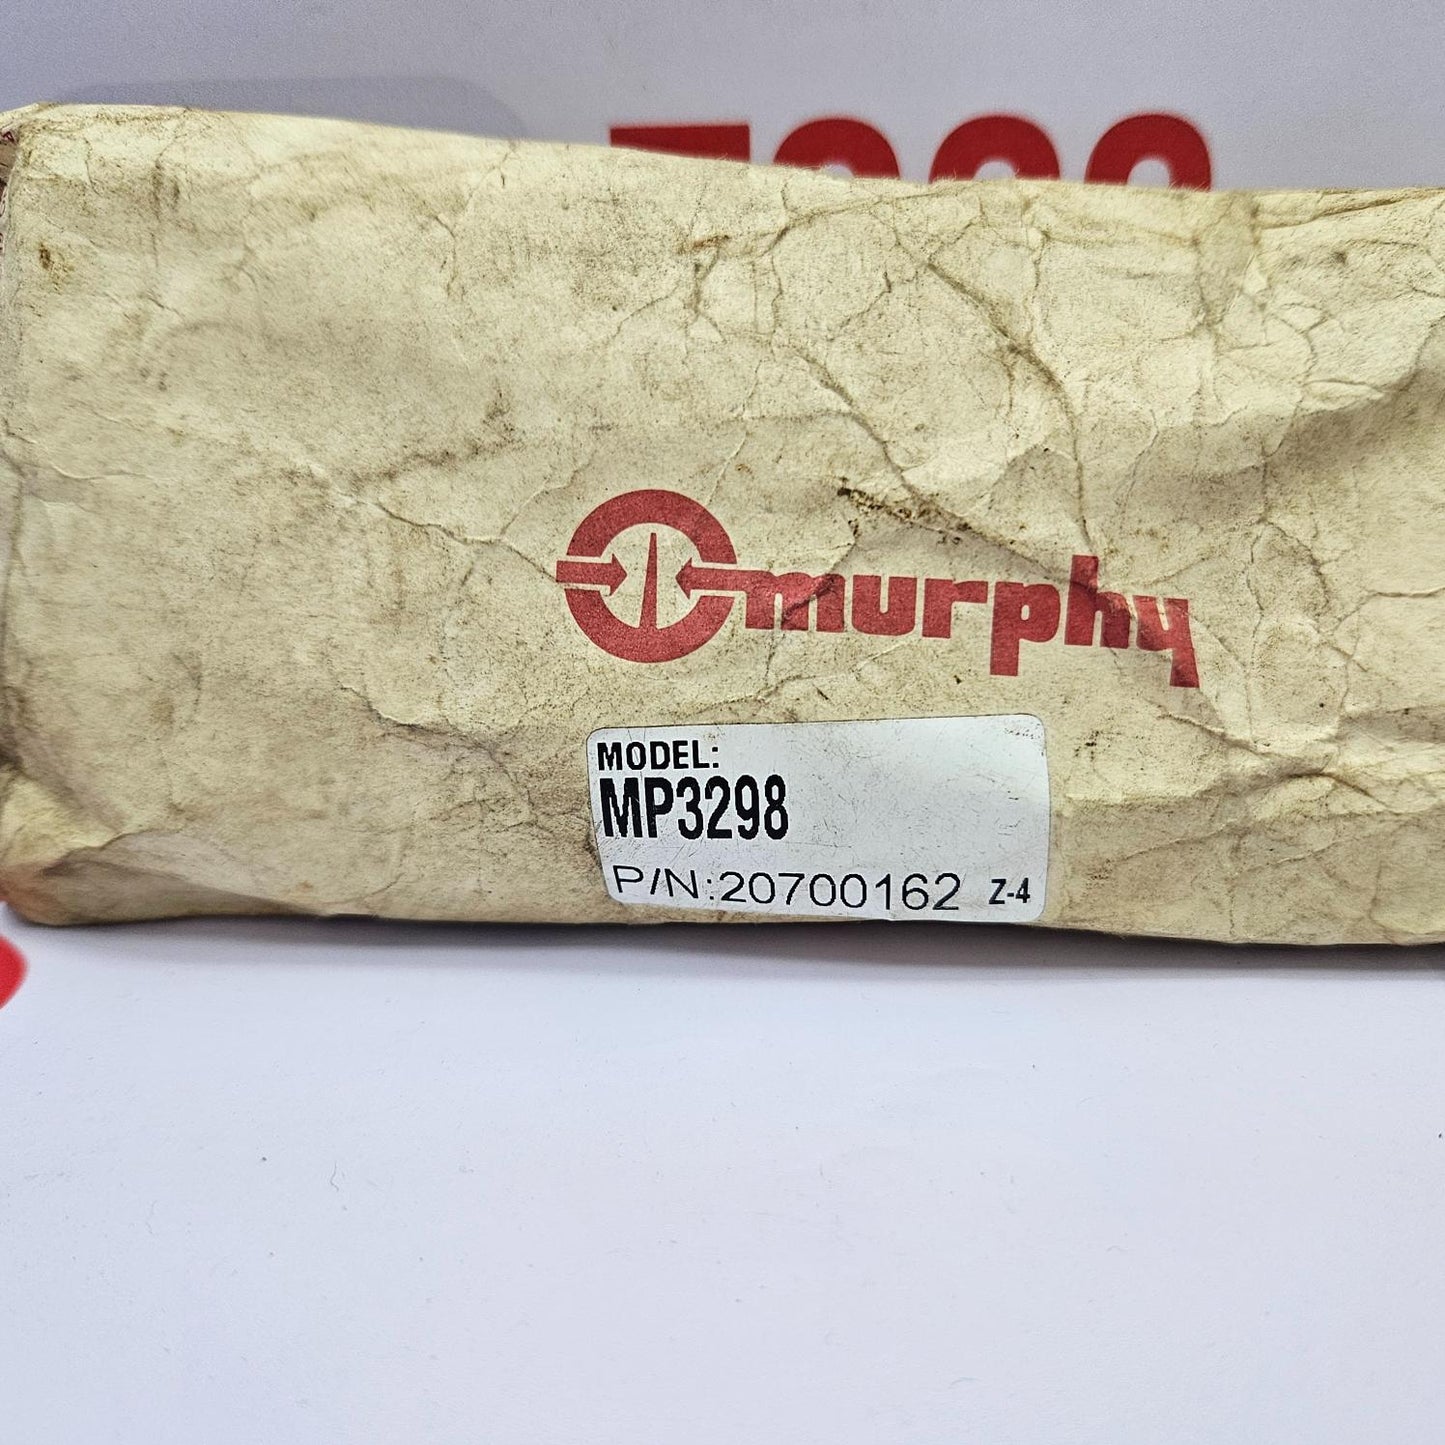 murphy
MODEL:
MP3298
P/N:20700162 Z-4